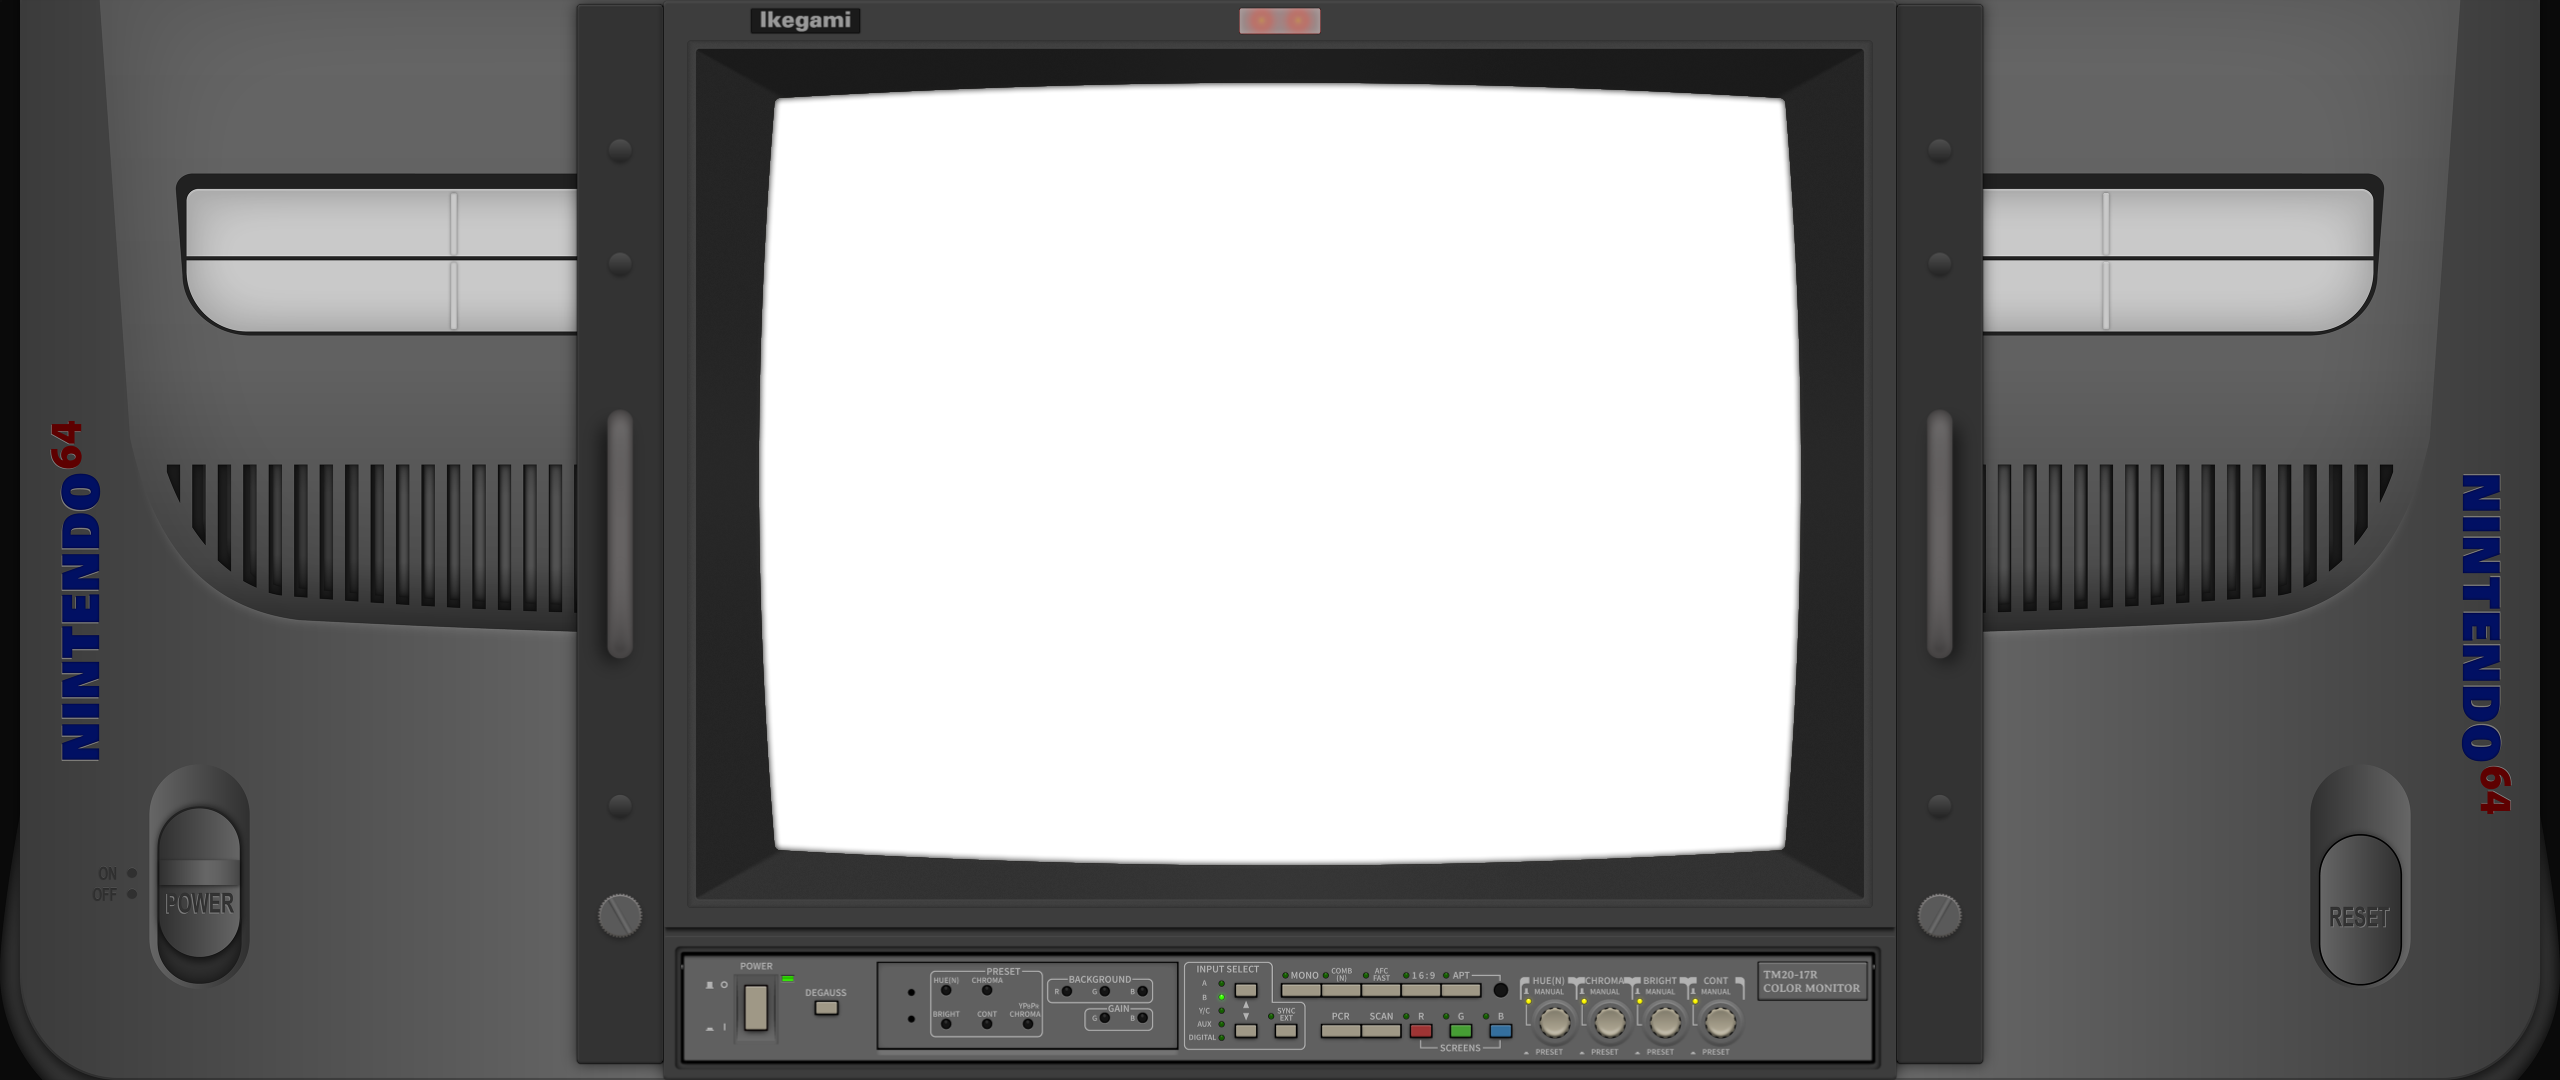 Ikegami
NINTENDO64
NINTENDO64
ON
OFF
POWER
RESET
POWER
DEGAUSS
PRESET
HUE(N)
CHROMA
BRIGHT
CONT
YPBPR
CHROMA
BACKGROUND
R
G
B
GAIN
G
B
INPUT SELECT
A
B
Y/C
AUX
DIGITAL
SYNC
EXT
MONO
COMB
(N)
AFC
FAST
16:9
APT
PCR
SCAN
R
G
B
SCREENS
HUE(N)
MANUAL
PRESET
CHROMA
MANUAL
PRESET
BRIGHT
MANUAL
PRESET
CONT
MANUAL
PRESET
TM20-17R
COLOR MONITOR